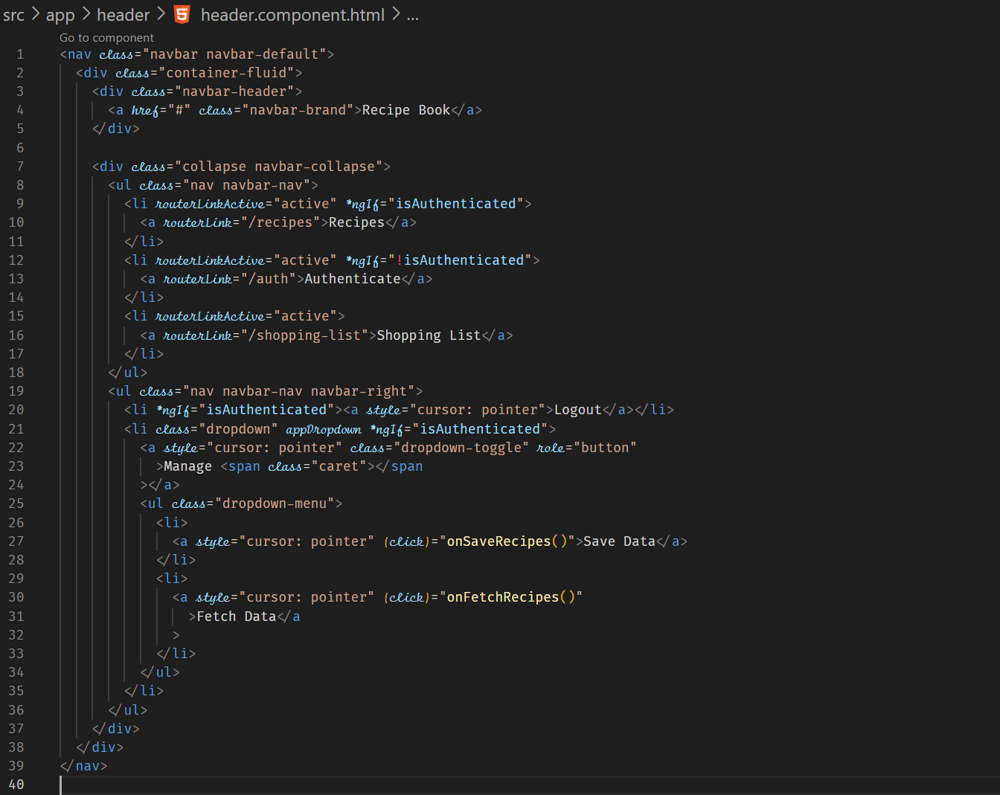 src > app > header > header.component.html > ...
Go to component
1 <nav class="navbar navbar-default">
2   <div class="container-fluid">
3     <div class="navbar-header">
4       <a href="#" class="navbar-brand">Recipe Book</a>
5     </div>
6
7     <div class="collapse navbar-collapse">
8       <ul class="nav navbar-nav">
9         <li routerLinkActive="active" *ngIf="isAuthenticated">
10           <a routerLink="/recipes">Recipes</a>
11         </li>
12         <li routerLinkActive="active" *ngIf="!isAuthenticated">
13           <a routerLink="/auth">Authenticate</a>
14         </li>
15         <li routerLinkActive="active">
16           <a routerLink="/shopping-list">Shopping List</a>
17         </li>
18       </ul>
19       <ul class="nav navbar-nav navbar-right">
20         <li *ngIf="isAuthenticated"><a style="cursor: pointer">Logout</a></li>
21         <li class="dropdown" appDropdown *ngIf="isAuthenticated">
22           <a style="cursor: pointer" class="dropdown-toggle" role="button"
23             >Manage <span class="caret"></span
24           ></a>
25           <ul class="dropdown-menu">
26             <li>
27               <a style="cursor: pointer" (click)="onSaveRecipes()">Save Data</a>
28             </li>
29             <li>
30               <a style="cursor: pointer" (click)="onFetchRecipes()"
31                 >Fetch Data</a
32               >
33             </li>
34           </ul>
35         </li>
36       </ul>
37     </div>
38   </div>
39 </nav>
40